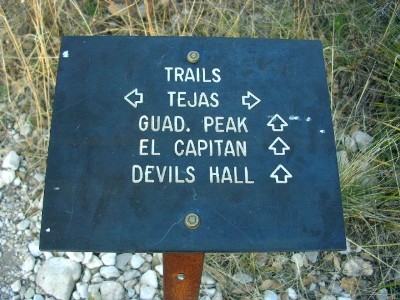 TRAILS
TEJAS
GUAD. PEAK
EL CAPITAN
DEVILS HALL